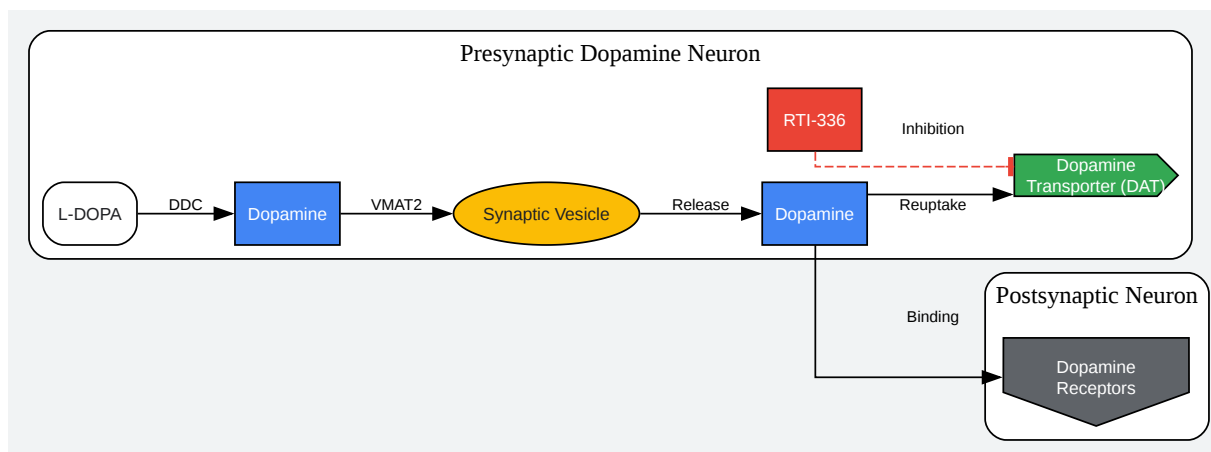 Presynaptic Dopamine Neuron
RTI-336
Inhibition
Dopamine
Transporter (DAT)
L-DOPA
DDC
Dopamine
VMAT2
Synaptic Vesicle
Release
Dopamine
Reuptake
Postsynaptic Neuron
Binding
Dopamine
Receptors